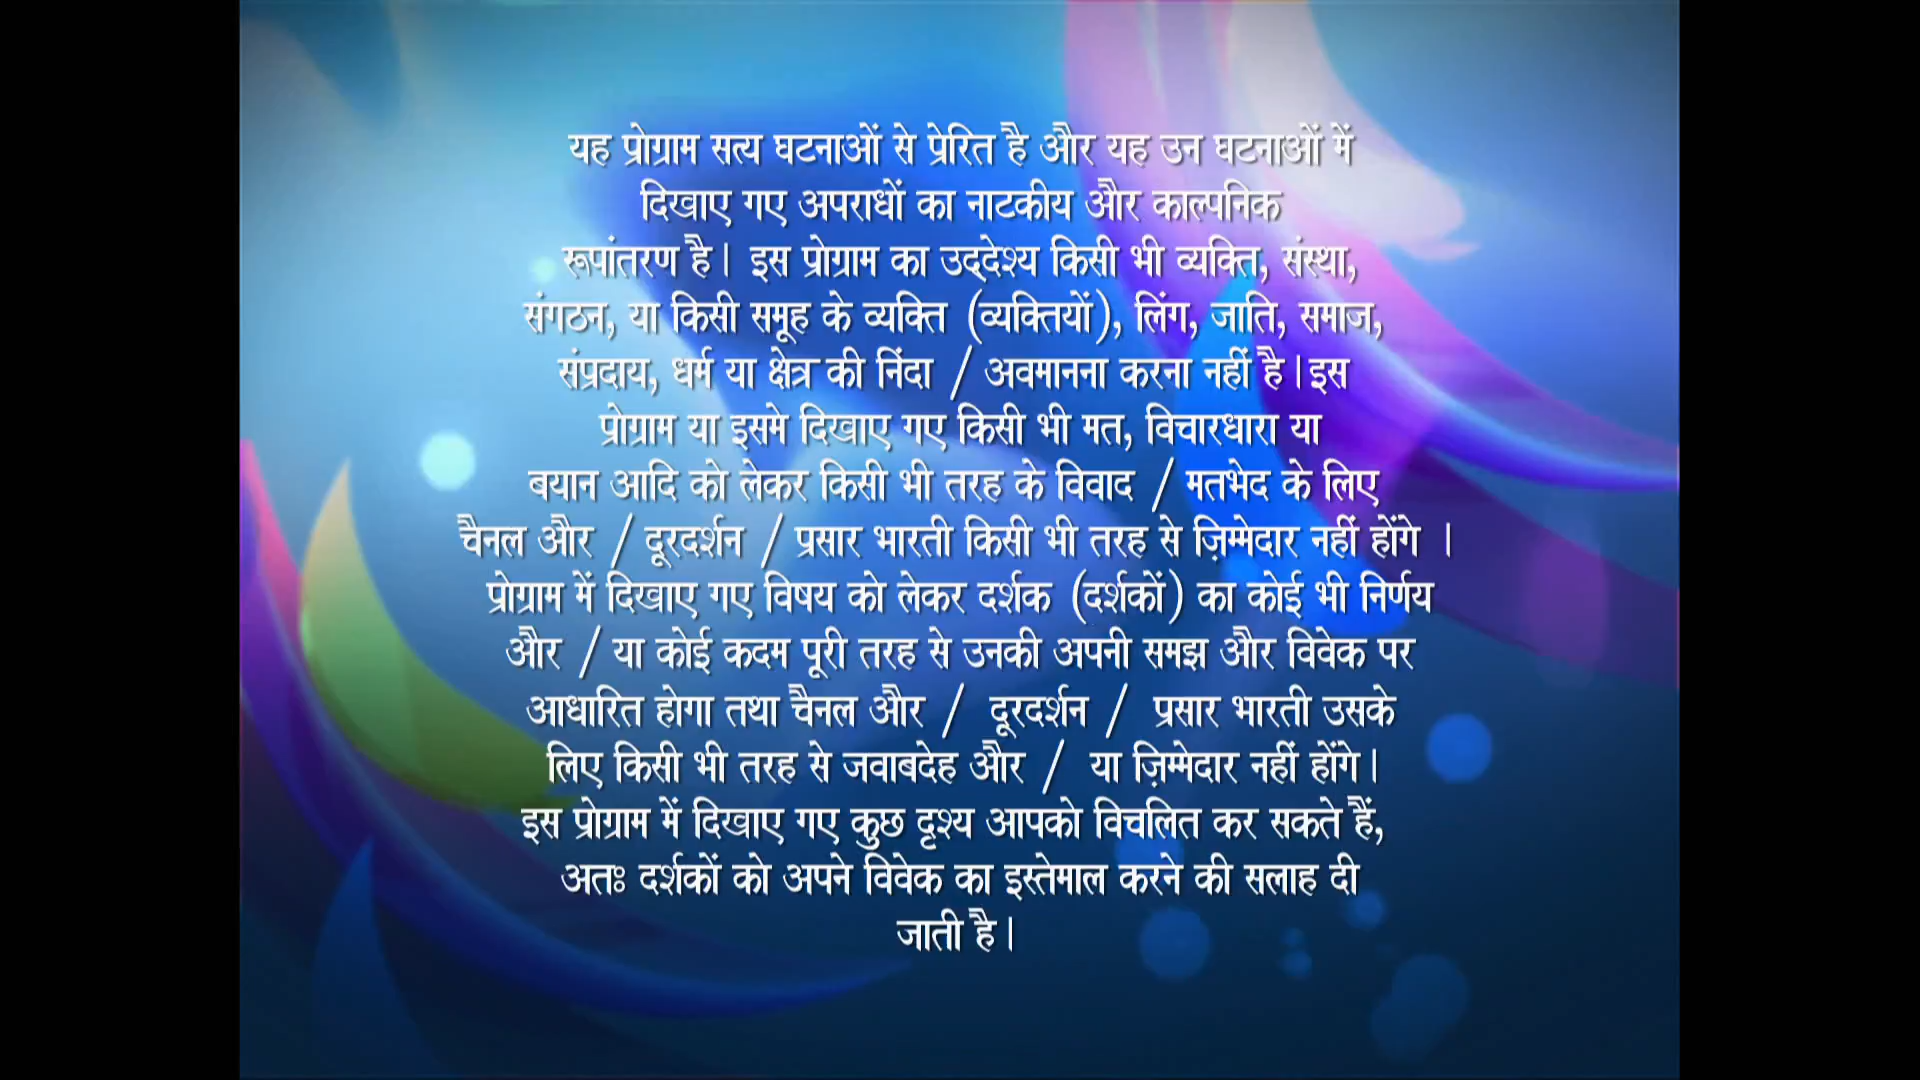 यह प्रोग्राम सत्य घटनाओं से प्रेरित है और यह उन घटनाओं में
दिखाए गए अपराधों का नाटकीय और काल्पनिक
रूपांतरण है। इस प्रोग्राम का उद्देश्य किसी भी व्यक्ति, संस्था,
संगठन, या किसी समूह के व्यक्ति (व्यक्तियों), लिंग, जाति, समाज,
संप्रदाय, धर्म या क्षेत्र की निंदा / अवमानना करना नहीं है।इस
प्रोग्राम या इसमे दिखाए गए किसी भी मत, विचारधारा या
बयान आदि को लेकर किसी भी तरह के विवाद / मतभेद के लिए
चैनल और / दूरदर्शन / प्रसार भारती किसी भी तरह से ज़िम्मेदार नहीं होंगे ।
प्रोग्राम में दिखाए गए विषय को लेकर दर्शक (दर्शकों) का कोई भी निर्णय
और / या कोई कदम पूरी तरह से उनकी अपनी समझ और विवेक पर
आधारित होगा तथा चैनल और / दूरदर्शन / प्रसार भारती उसके
लिए किसी भी तरह से जवाबदेह और / या ज़िम्मेदार नहीं होंगे।
इस प्रोग्राम में दिखाए गए कुछ दृश्य आपको विचलित कर सकते हैं,
अतः दर्शकों को अपने विवेक का इस्तेमाल करने की सलाह दी
जाती है।